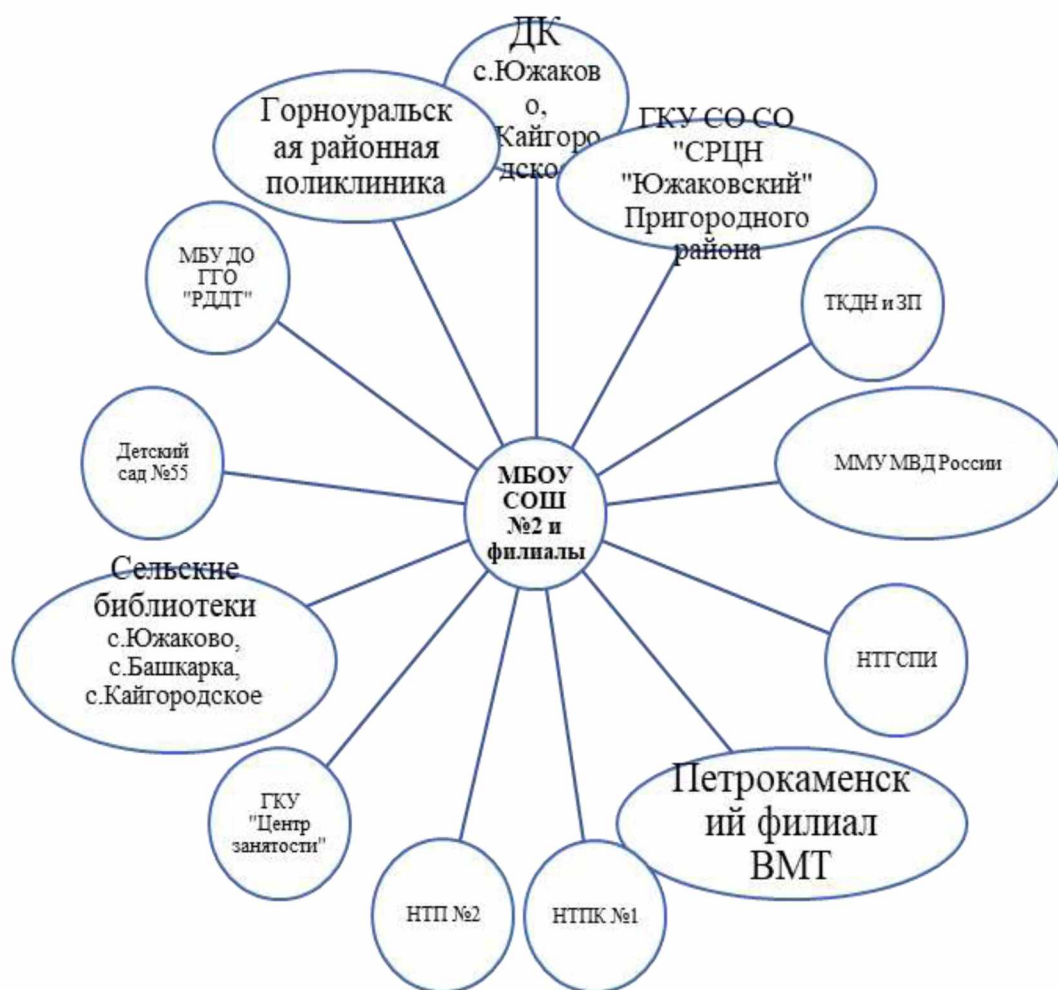 ДК
с.Южаков
о,
Кайгоро
дское
ГКУ СО СО
"СРЦН
"Южаковский"
Пригородного
района
ТКДН и ЗП
ММУ МВД России
НТГСПИ
Петрокаменск
ий филиал
ВМТ
НТПК №1
НТП №2
ГКУ
"Центр
занятости"
Сельские
библиотеки
с.Южаково,
с.Башкарка,
с.Кайгородское
Детский
сад №55
МБУ ДО
ГГО
"РДДТ"
Горноуральск
ая районная
поликлиника
МБОУ
СОШ
№2 и
филиалы